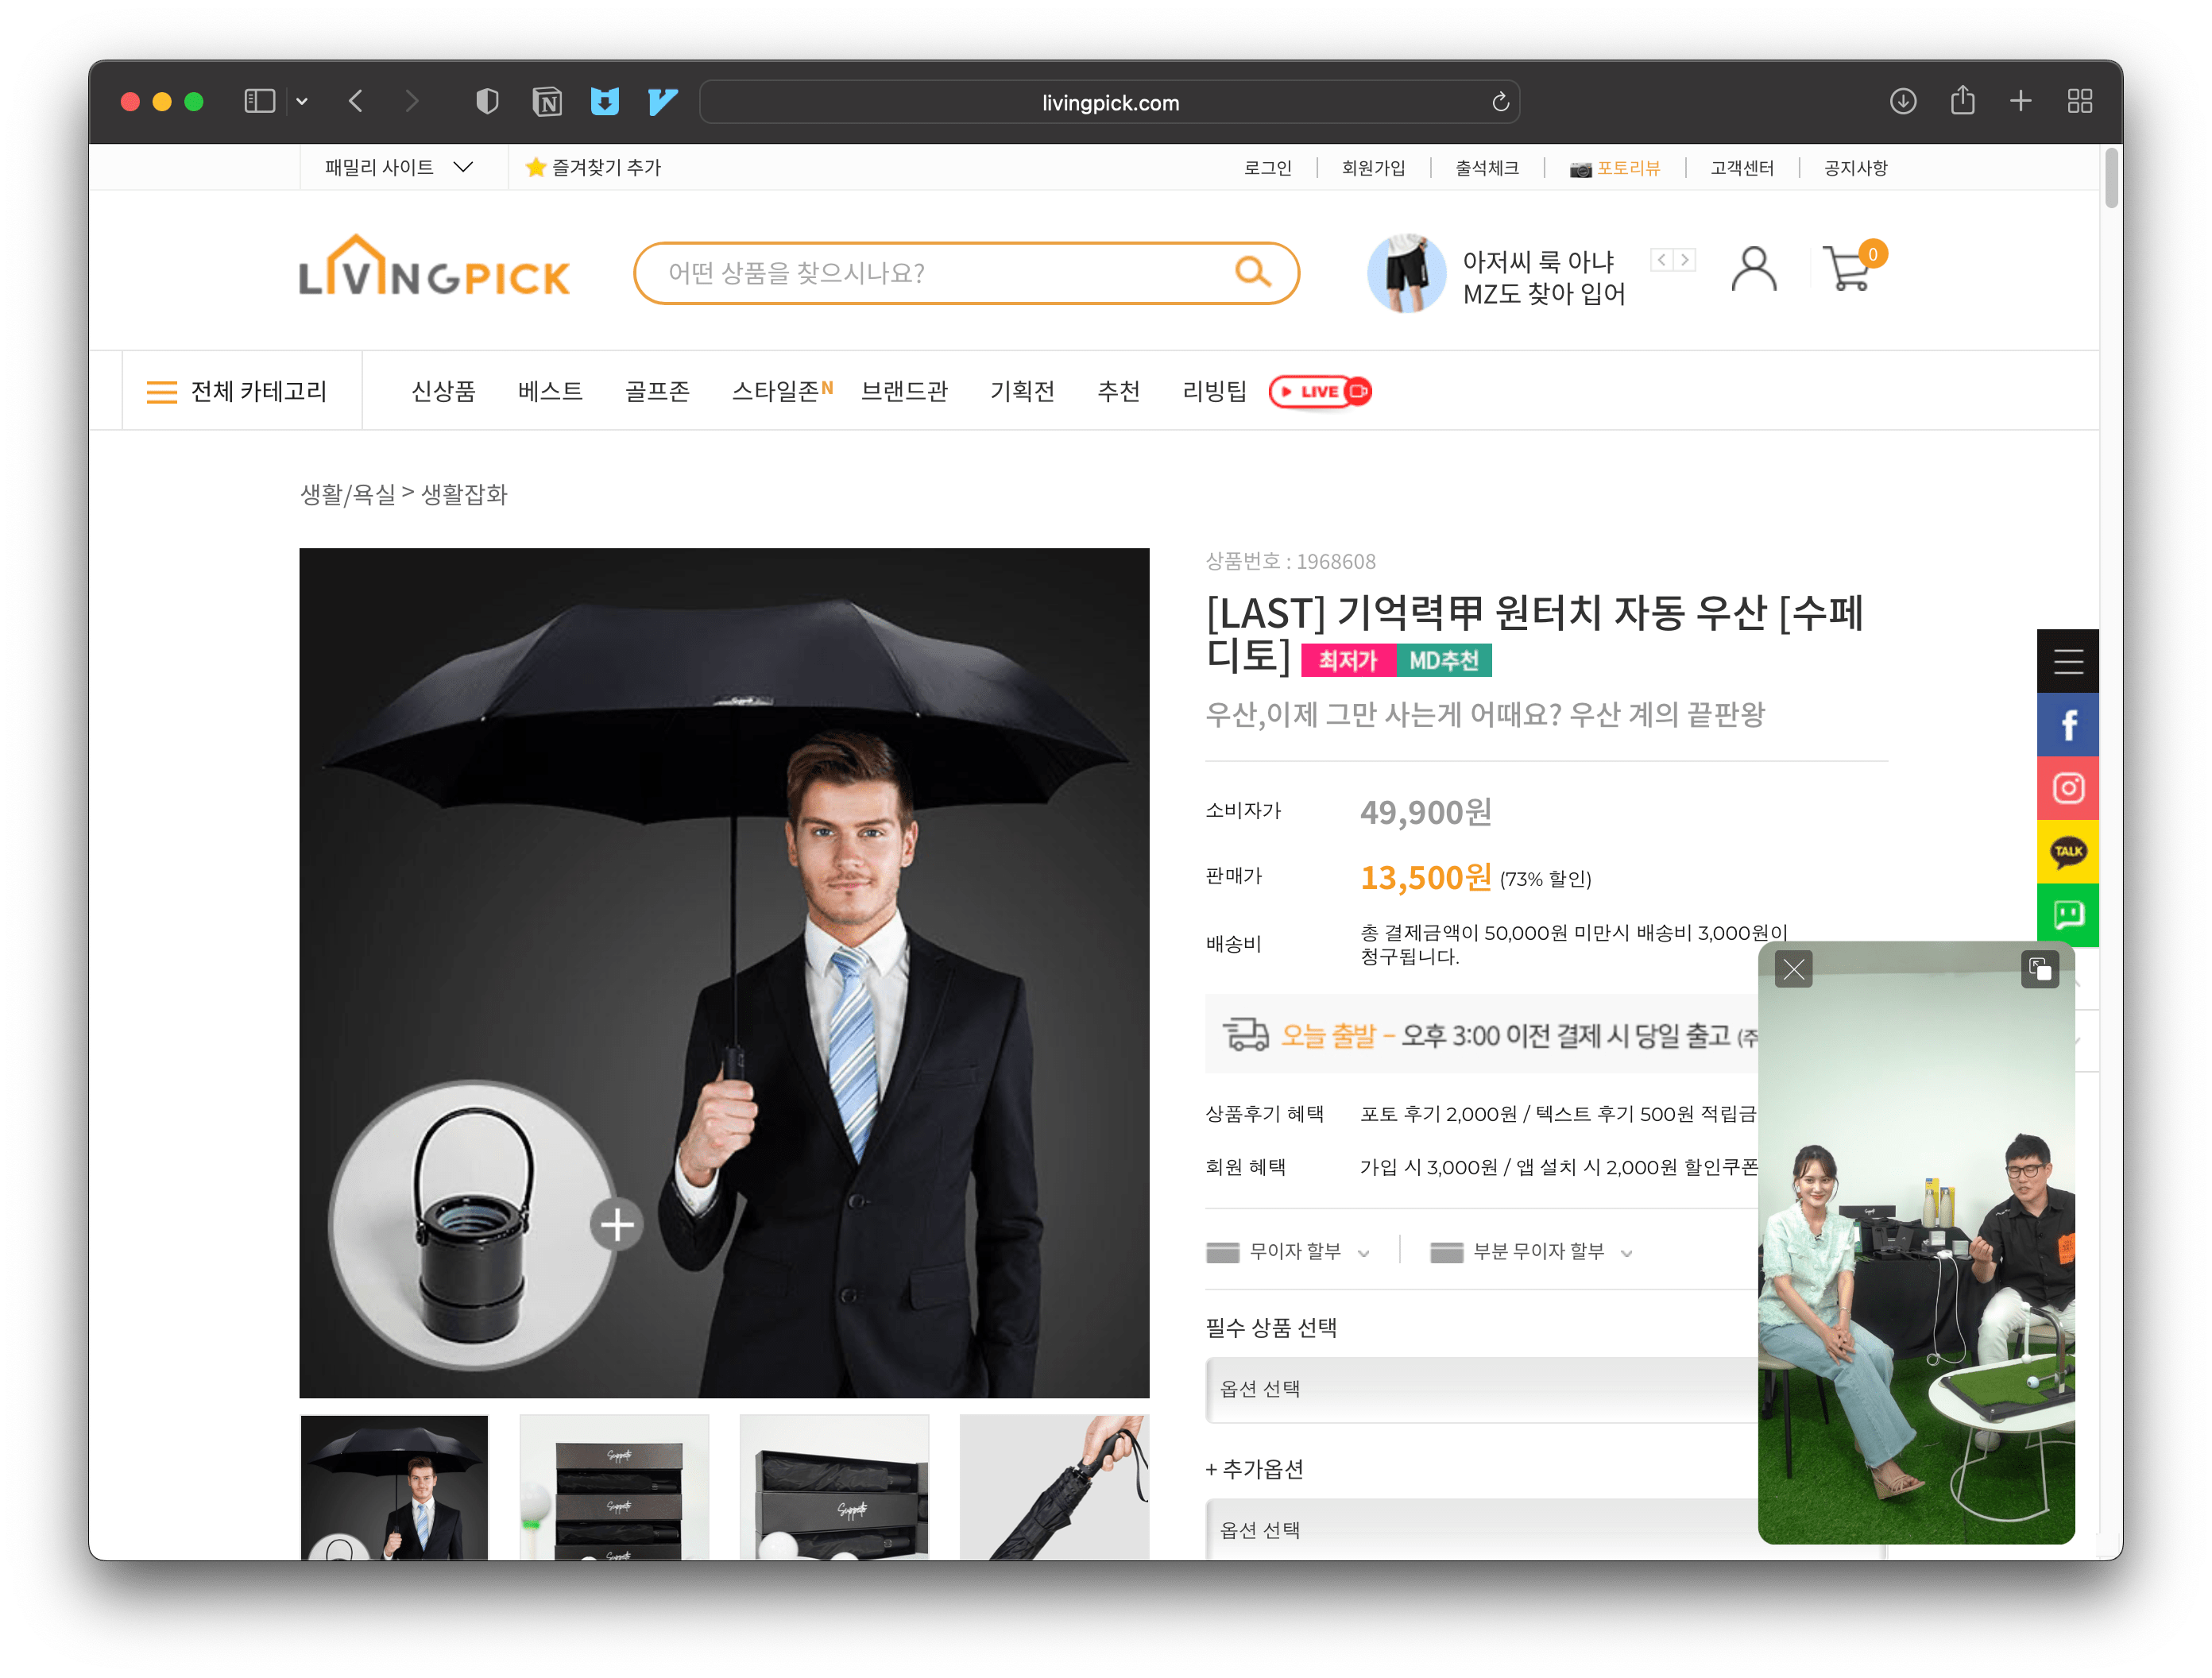 livingpick.com
패밀리 사이트
즐겨찾기 추가
로그인
회원가입
출석체크
포토리뷰
고객센터
공지사항
LIVINGPICK
어떤 상품을 찾으시나요?
아저씨 룩 아냐
MZ도 찾아 입어
0
전체 카테고리
신상품
베스트
골프존
스타일존N
브랜드관
기획전
추천
리빙팁
LIVE
생활/욕실 > 생활잡화
상품번호 : 1968608
[LAST] 기억력甲 원터치 자동 우산 [수페
디토] 최저가 MD추천
우산,이제 그만 사는게 어때요? 우산 계의 끝판왕
소비자가 49,900원
판매가 13,500원 (73% 할인)
배송비 총 결제금액이 50,000원 미만시 배송비 3,000원이
청구됩니다.
TALK
오늘 출발 – 오후 3:00 이전 결제 시 당일 출고 (주
상품후기 혜택 포토 후기 2,000원 / 텍스트 후기 500원 적립금
회원 혜택 가입 시 3,000원 / 앱 설치 시 2,000원 할인쿠폰
무이자 할부
부분 무이자 할부
필수 상품 선택
옵션 선택
+ 추가옵션
옵션 선택